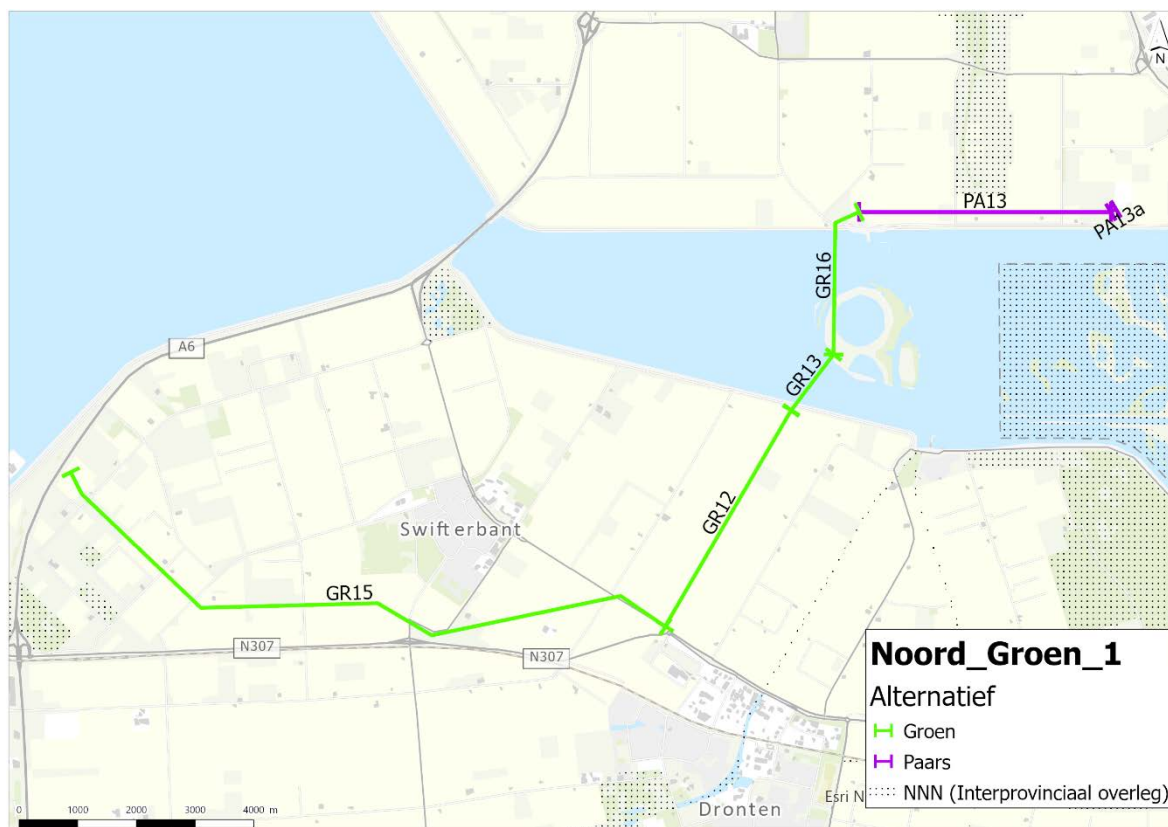 N
PA13
PA13a
GR16
A6
GR13
GR12
Swifterbant
GR15
N307
N307
Noord_Groen_1
Alternatief
Groen
Paars
NNN (Interprovinciaal overleg)
Esri N
Dronten
0 1000 2000 3000 4000 m